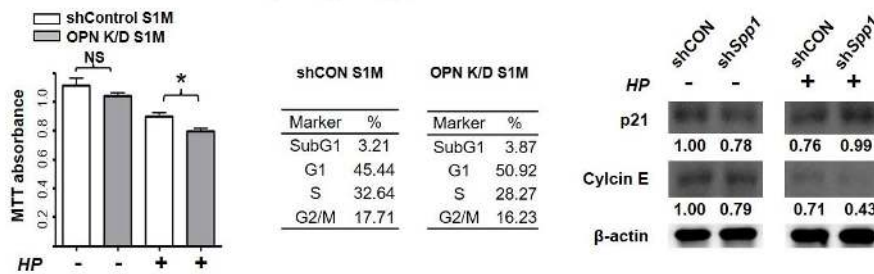 shControl S1M
OPN K/D S1M
NS
*
MTT absorbance
1.0
0.8
0.6
0.4
0.2
HP - - + +
shCON S1M
Marker %
SubG1 3.21
G1 45.44
S 32.64
G2/M 17.71
OPN K/D S1M
Marker %
SubG1 3.87
G1 50.92
S 28.27
G2/M 16.23
shCON shSpp1 shCON shSpp1
HP - - + +
p21
1.00 0.78 0.76 0.99
Cylcin E
1.00 0.79 0.71 0.43
β-actin